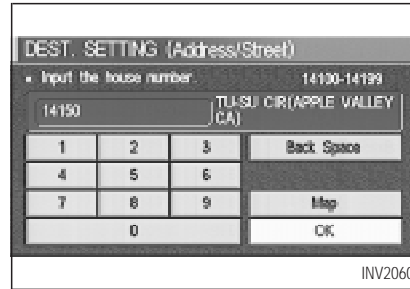 DEST. SETTING (Address/Street)
• Input the house number. 14100-14199
14150 TU-SU CIR(APPLE VALLEY CA)
1 2 3 Back Space
4 5 6
7 8 9 Map
0 OK
INV2060